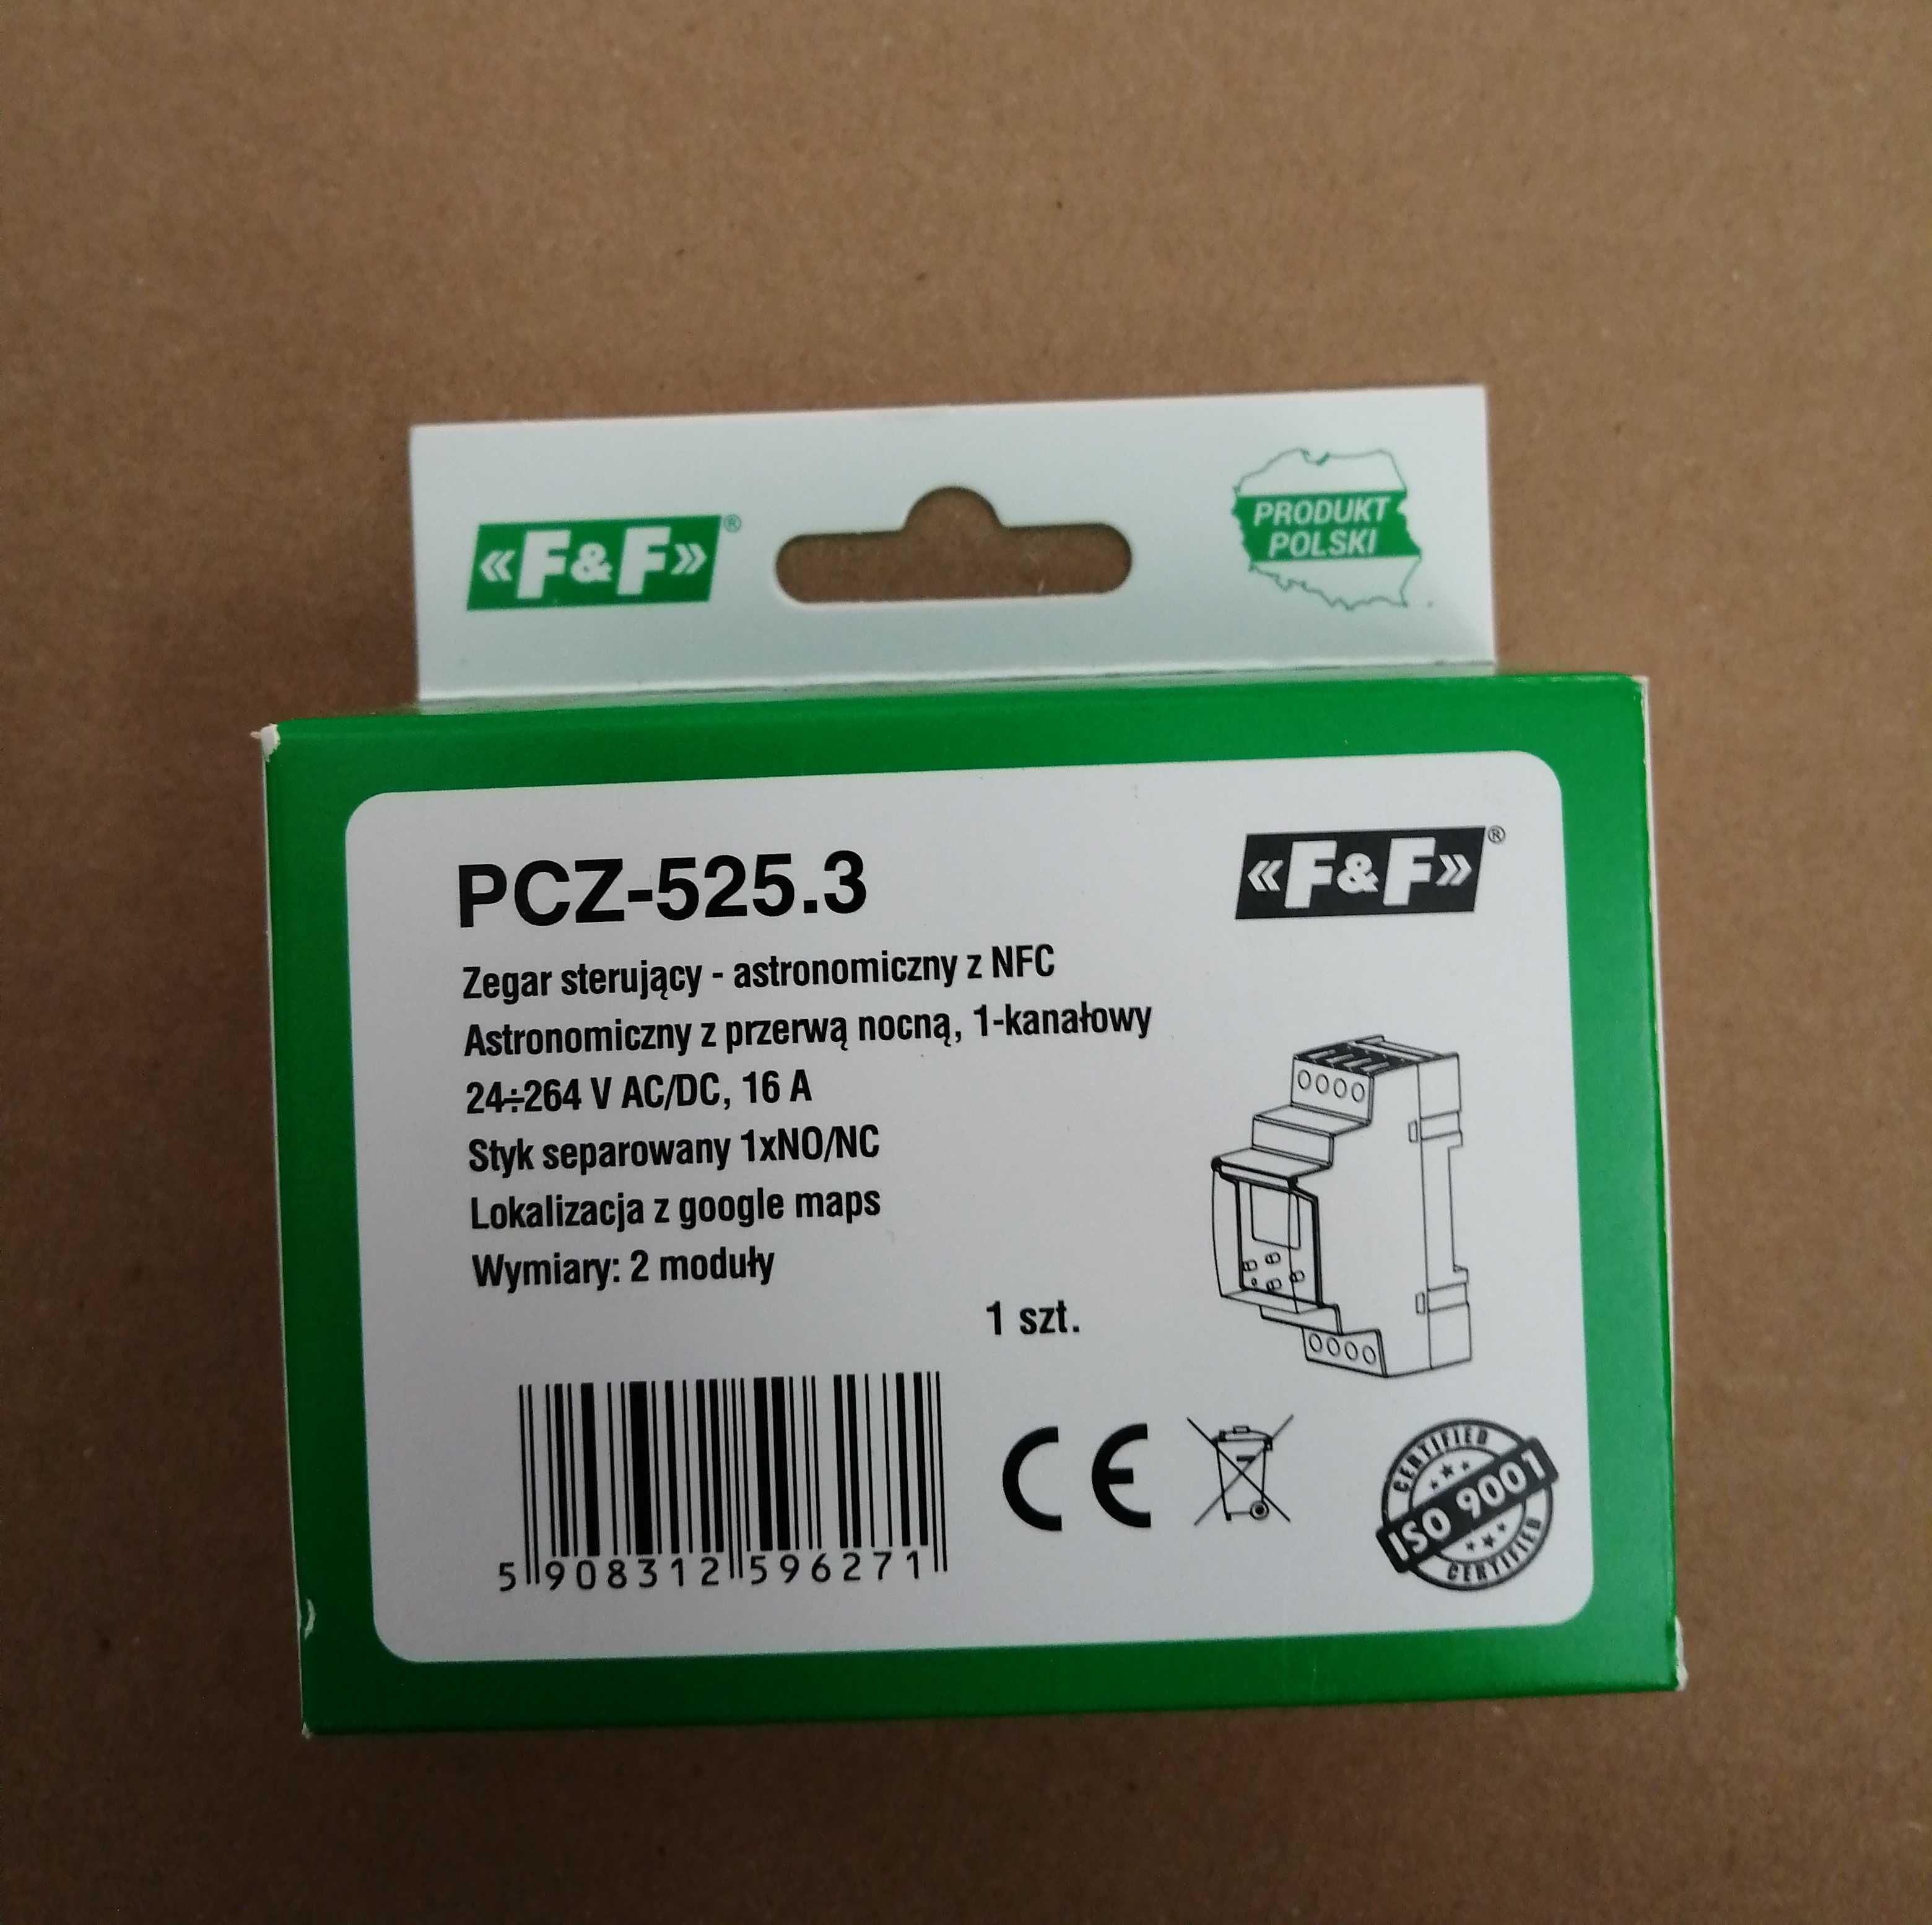 «F&F»®
PRODUKT
POLSKI
PCZ-525.3
«F&F»®
Zegar sterujący - astronomiczny z NFC
Astronomiczny z przerwą nocną, 1-kanałowy
24÷264 V AC/DC, 16 A
Styk separowany 1xNO/NC
Lokalizacja z google maps
Wymiary: 2 moduły
1 szt.
5 908312 596271
CE
CERTIFIED
ISO 9001
CERTIFIED